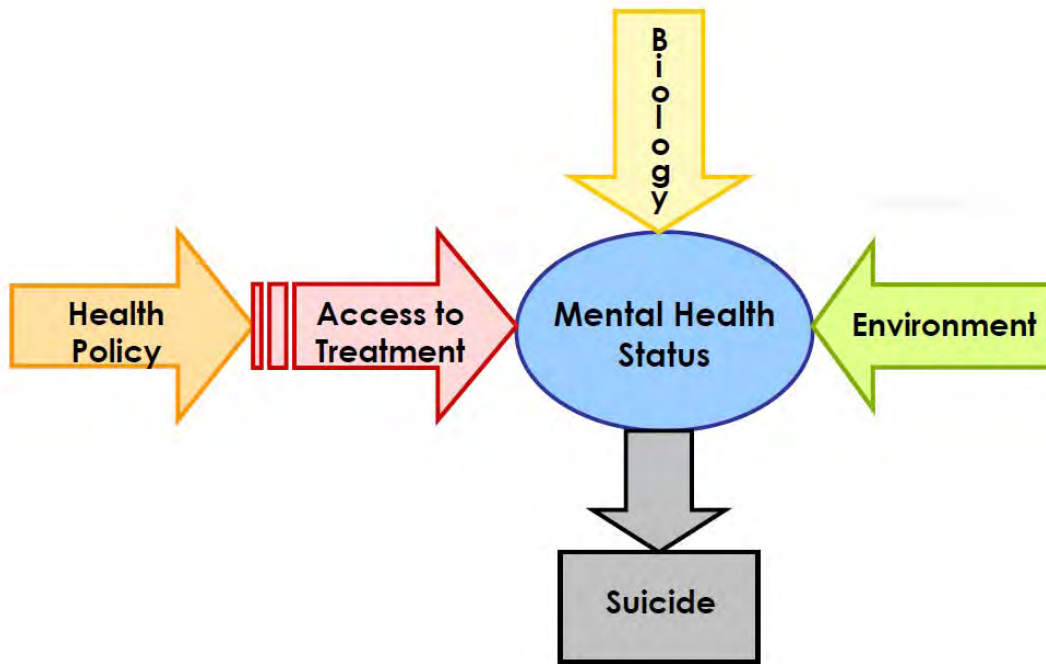 Biology
Health
Policy
Access to
Treatment
Mental Health
Status
Environment
Suicide